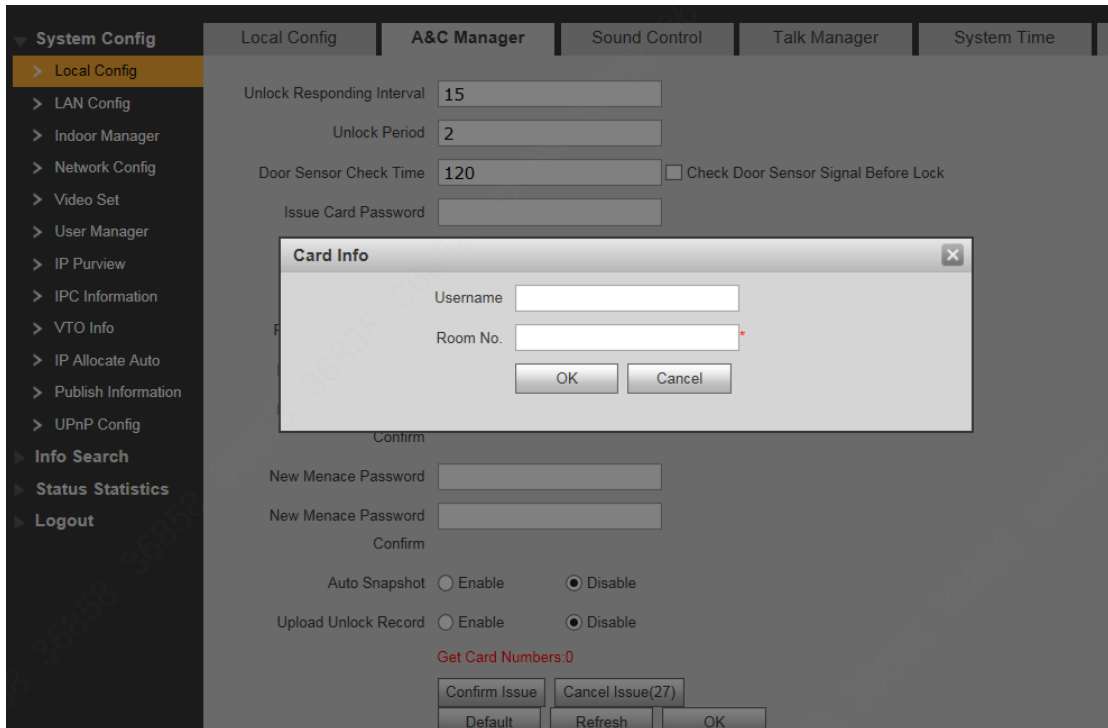 System Config
Local Config
LAN Config
Indoor Manager
Network Config
Video Set
User Manager
IP Purview
IPC Information
VTO Info
IP Allocate Auto
Publish Information
UPnP Config
Info Search
Status Statistics
Logout
Local Config A&C Manager Sound Control Talk Manager System Time
Unlock Responding Interval 15
Unlock Period 2
Door Sensor Check Time 120 Check Door Sensor Signal Before Lock
Issue Card Password
Card Info
Username
Room No. *
OK Cancel
Confirm
New Menace Password
New Menace Password
Confirm
Auto Snapshot Enable Disable
Upload Unlock Record Enable Disable
Get Card Numbers:0
Confirm Issue Cancel Issue(27)
Default Refresh OK